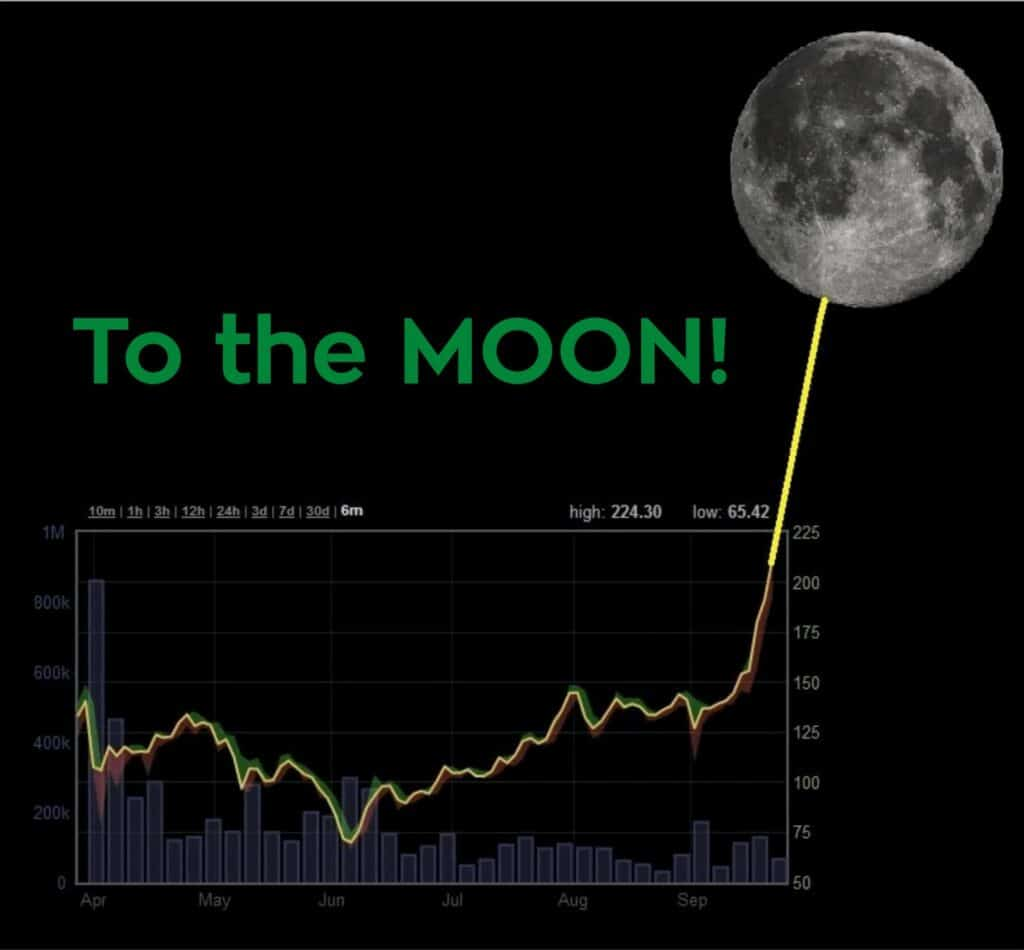 To the MOON!
10m | 1h | 3h | 12h | 24h | 3d | 7d | 30d | 6m
high: 224.30 low: 65.42
1M
800k
600k
400k
200k
0
225
200
175
150
125
100
75
50
Apr May Jun Jul Aug Sep